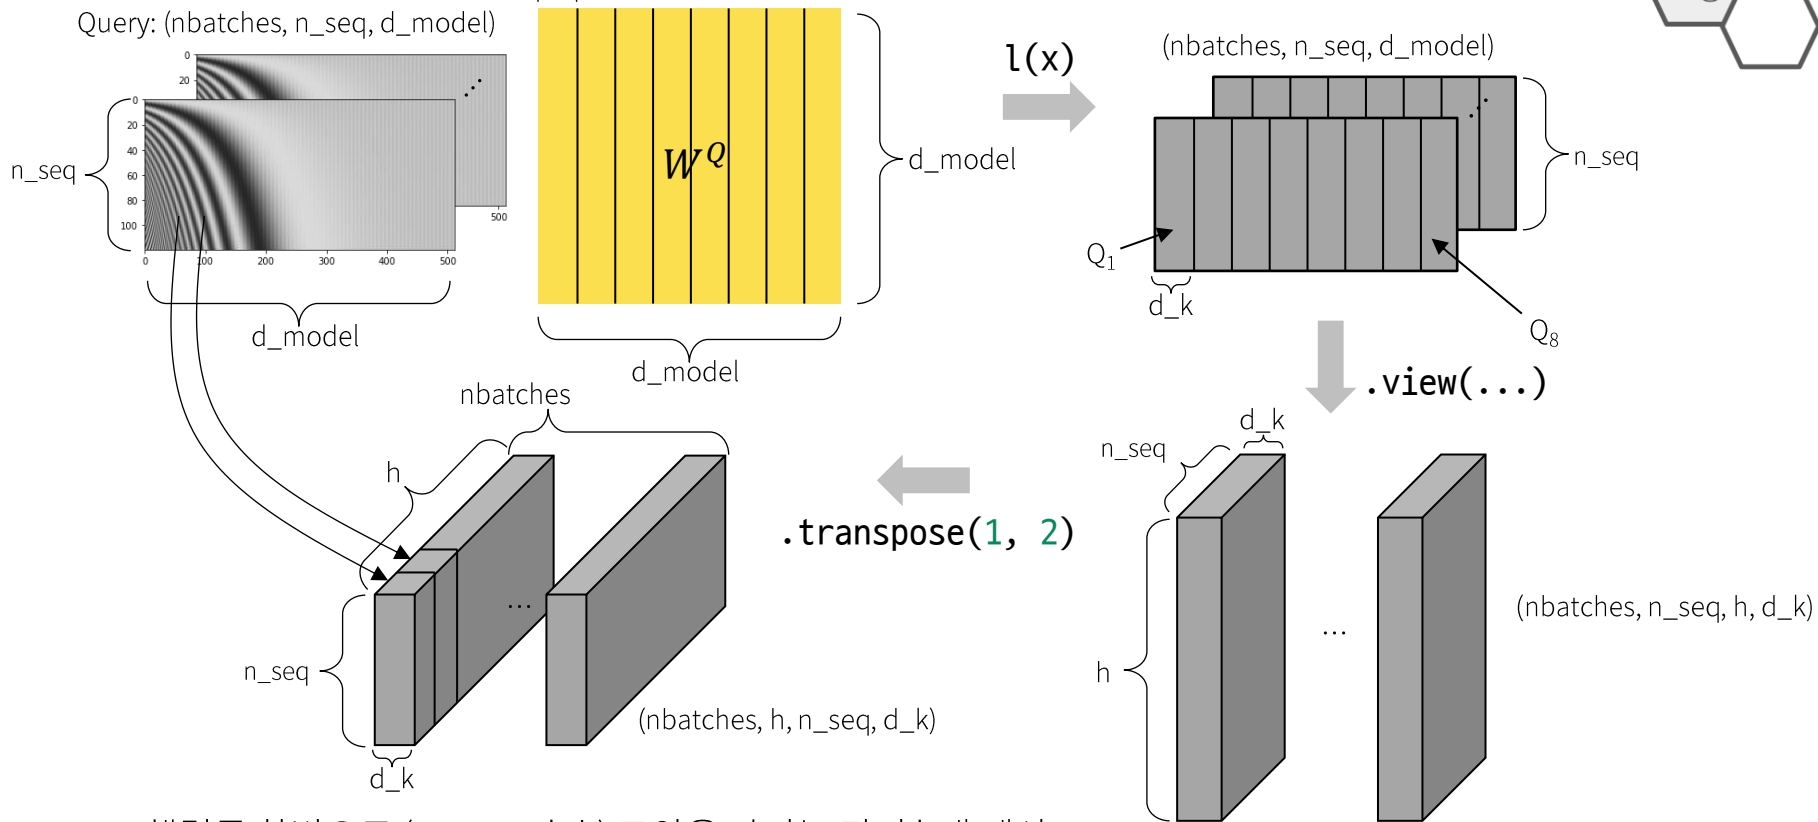 Query: (nbatches, n_seq, d_model)
0
20
500
0
20
40
60
80
100
0
100
200
300
400
500
n_seq
d_model
W^Q
d_model
d_model
l(x)
(nbatches, n_seq, d_model)
n_seq
Q₁
d_k
Q₈
.view(...)
d_k
n_seq
h
...
(nbatches, n_seq, h, d_k)
.transpose(1, 2)
nbatches
h
n_seq
...
d_k
(nbatches, h, n_seq, d_k)